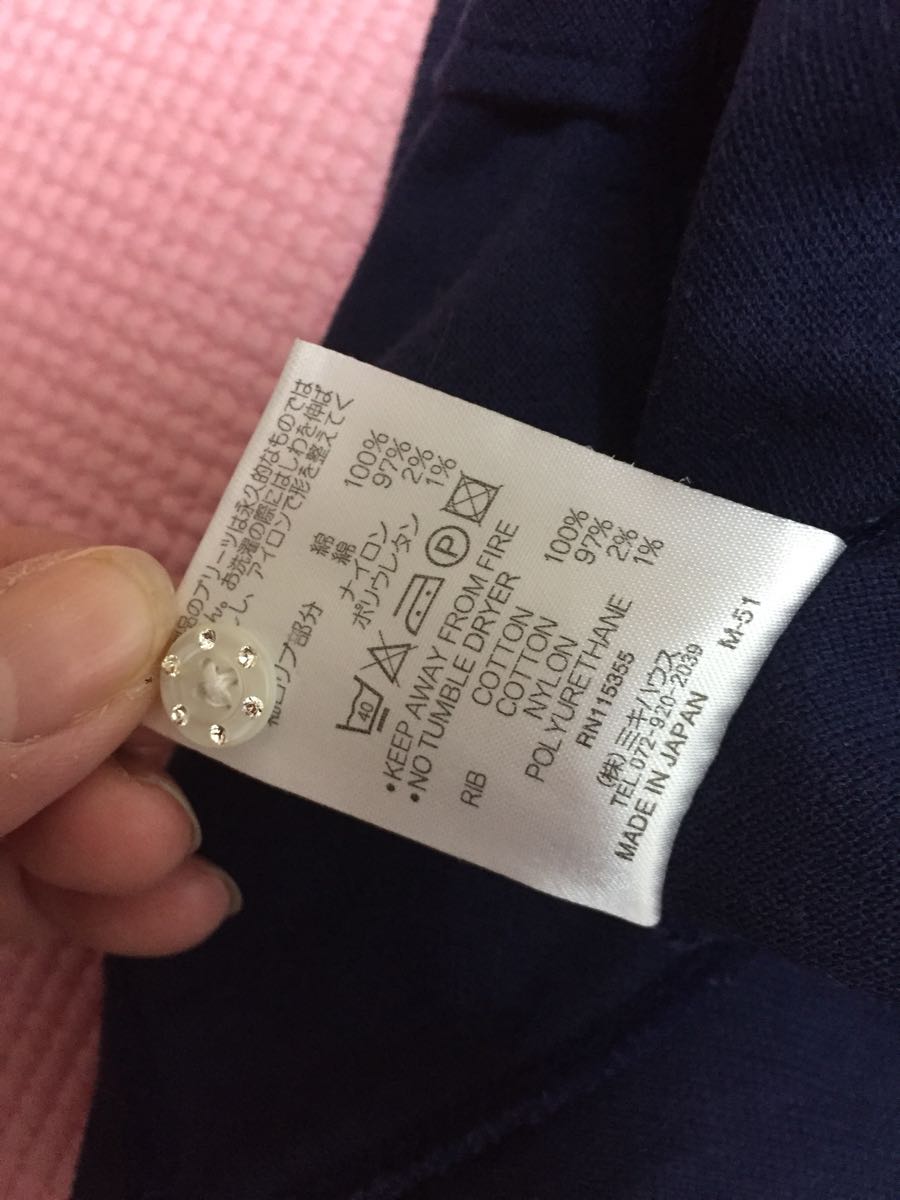 品のプリーツは永久的なものでは
ん。お洗濯の際にはしわを伸ば
し、アイロンで形を整えてく
綿 100%
袖口リブ部分 綿 97%
ナイロン 2%
ポリウレタン 1%
40 P
•KEEP AWAY FROM FIRE
•NO TUMBLE DRYER
COTTON 100%
RIB COTTON 97%
NYLON 2%
POLYURETHANE 1%
RN115355
(株)ミキハウス
TEL.072-920-2039
MADE IN JAPAN M-51